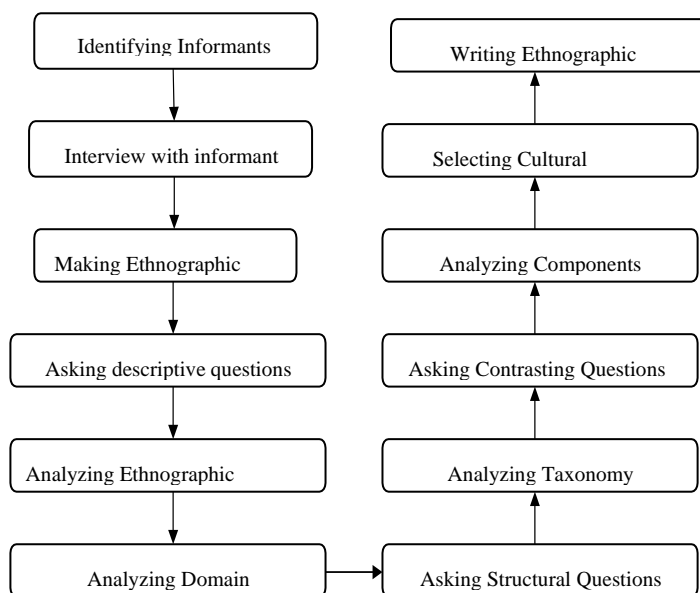 Identifying Informants
Interview with informant
Making Ethnographic
Asking descriptive questions
Analyzing Ethnographic
Analyzing Domain
Asking Structural Questions
Analyzing Taxonomy
Asking Contrasting Questions
Analyzing Components
Selecting Cultural
Writing Ethnographic